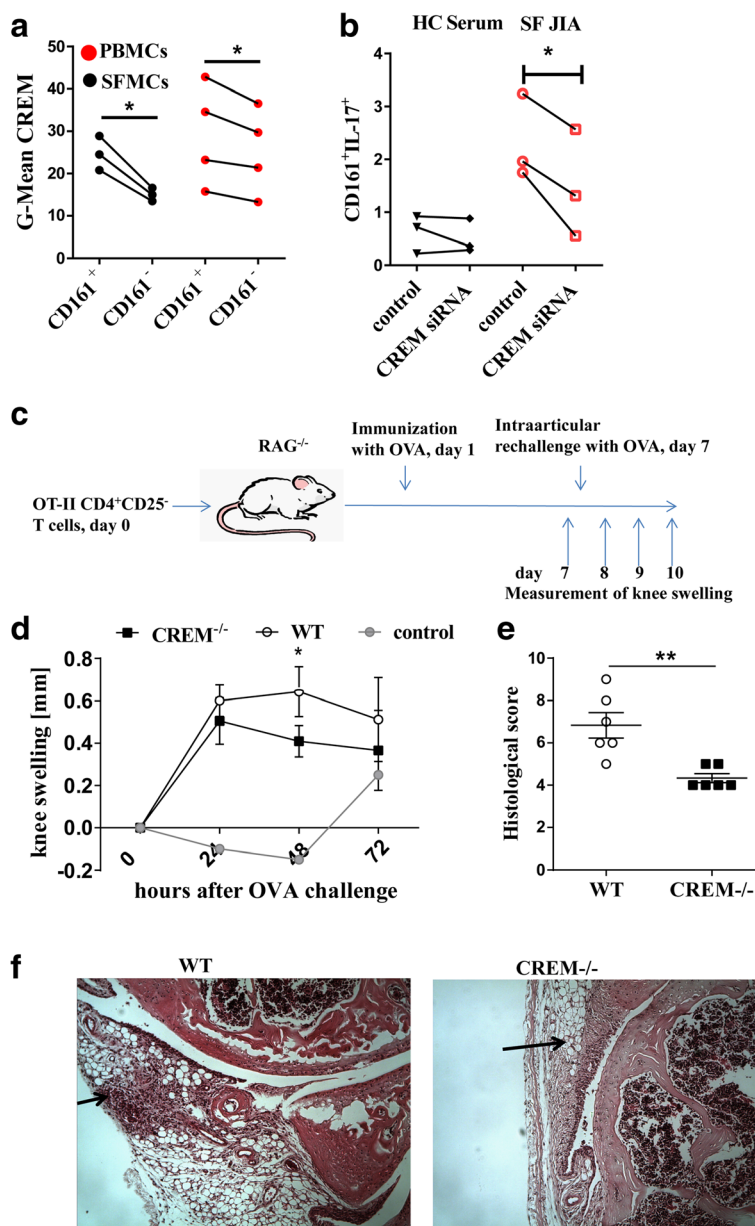 a
PBMCs
SFMCs
*
*
G-Mean CREM
50
40
30
20
10
0
CD161+
CD161-
CD161+
CD161-
b
HC Serum
SF JIA
*
CD161+IL-17+
4
3
2
1
0
control
CREM siRNA
control
CREM siRNA
c
RAG-/-
OT-II CD4+CD25-
T cells, day 0
Immunization
with OVA, day 1
Intraarticular
rechallenge with OVA, day 7
day 7 8 9 10
Measurement of knee swelling
d
CREM-/- WT control
*
knee swelling [mm]
0.8
0.6
0.4
0.2
0.0
-0.2
0
24
48
72
hours after OVA challenge
e
**
Histological score
10
8
6
4
2
0
WT
CREM-/-
f
WT
CREM-/-